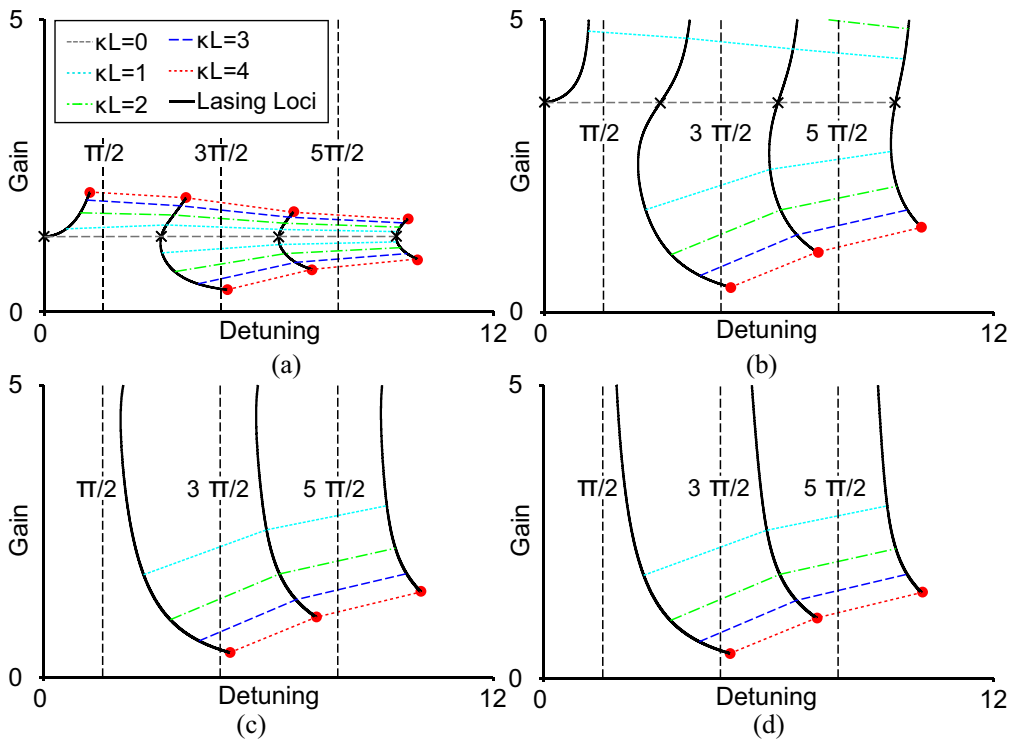 5
Gain
0
κL=0
κL=1
κL=2
κL=3
κL=4
Lasing Loci
π/2
3π/2
5π/2
0
Detuning
12
(a)
5
Gain
0
π/2
3 π/2
5 π/2
0
Detuning
12
(b)
5
Gain
0
π/2
3 π/2
5 π/2
0
Detuning
12
(c)
5
Gain
0
π/2
3 π/2
5 π/2
0
Detuning
12
(d)